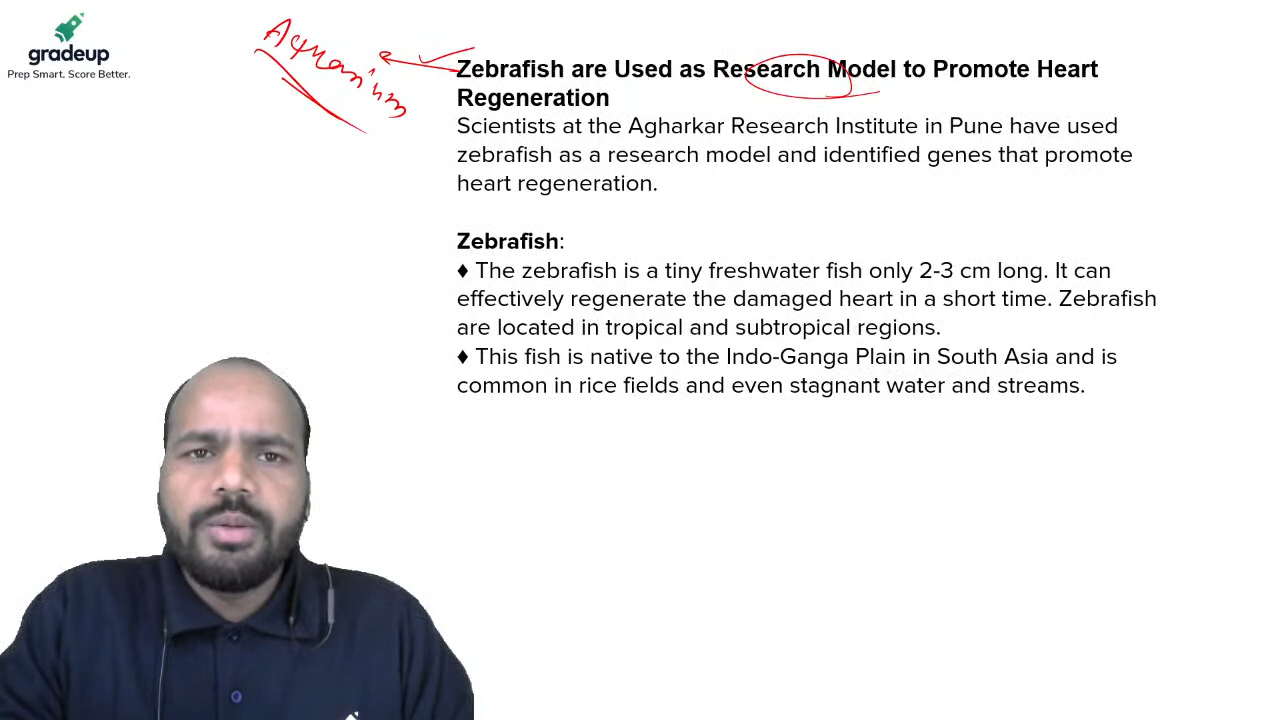 gradeup
Prep Smart. Score Better.
Zebrafish are Used as Research Model to Promote Heart
Regeneration
Scientists at the Agharkar Research Institute in Pune have used
zebrafish as a research model and identified genes that promote
heart regeneration.
Zebrafish:
♦ The zebrafish is a tiny freshwater fish only 2-3 cm long. It can
effectively regenerate the damaged heart in a short time. Zebrafish
are located in tropical and subtropical regions.
♦ This fish is native to the Indo-Ganga Plain in South Asia and is
common in rice fields and even stagnant water and streams.